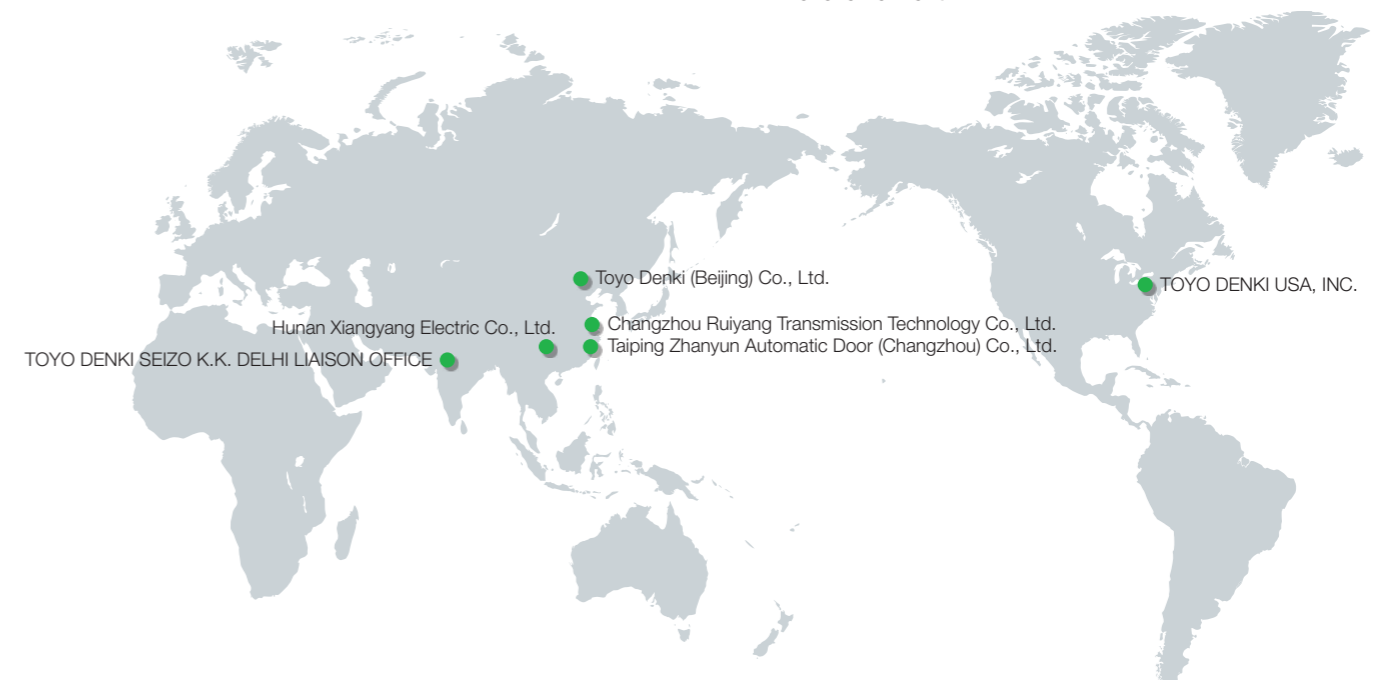 Toyo Denki (Beijing) Co., Ltd.
TOYO DENKI USA, INC.
Hunan Xiangyang Electric Co., Ltd.
Changzhou Ruiyang Transmission Technology Co., Ltd.
Taiping Zhanyun Automatic Door (Changzhou) Co., Ltd.
TOYO DENKI SEIZO K.K. DELHI LIAISON OFFICE